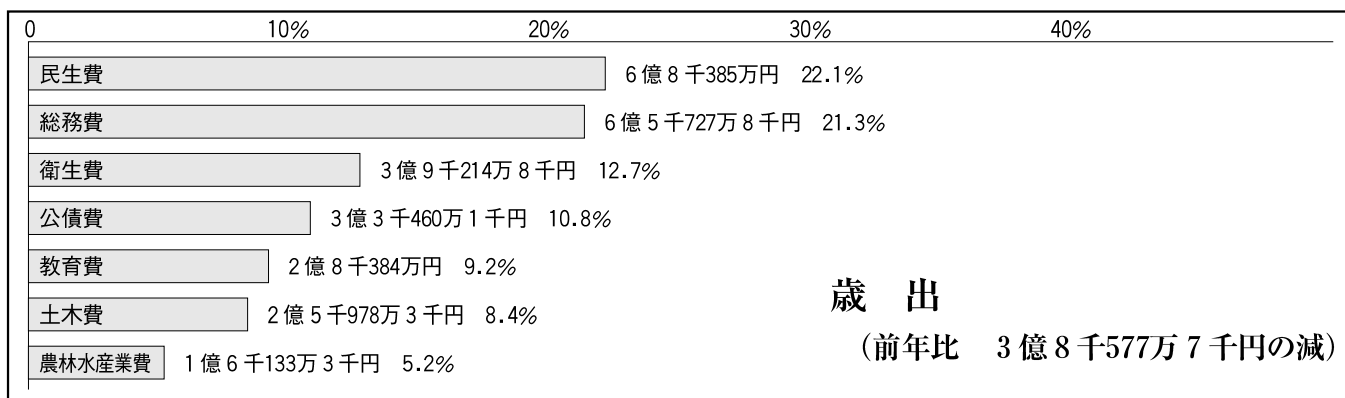 0 10% 20% 30% 40%
民生費 6億8千385万円 22.1%
総務費 6億5千727万8千円 21.3%
衛生費 3億9千214万8千円 12.7%
公債費 3億3千460万1千円 10.8%
教育費 2億8千384万円 9.2%
土木費 2億5千978万3千円 8.4%
農林水産業費 1億6千133万3千円 5.2%
歳 出
(前年比 3億8千577万7千円の減)